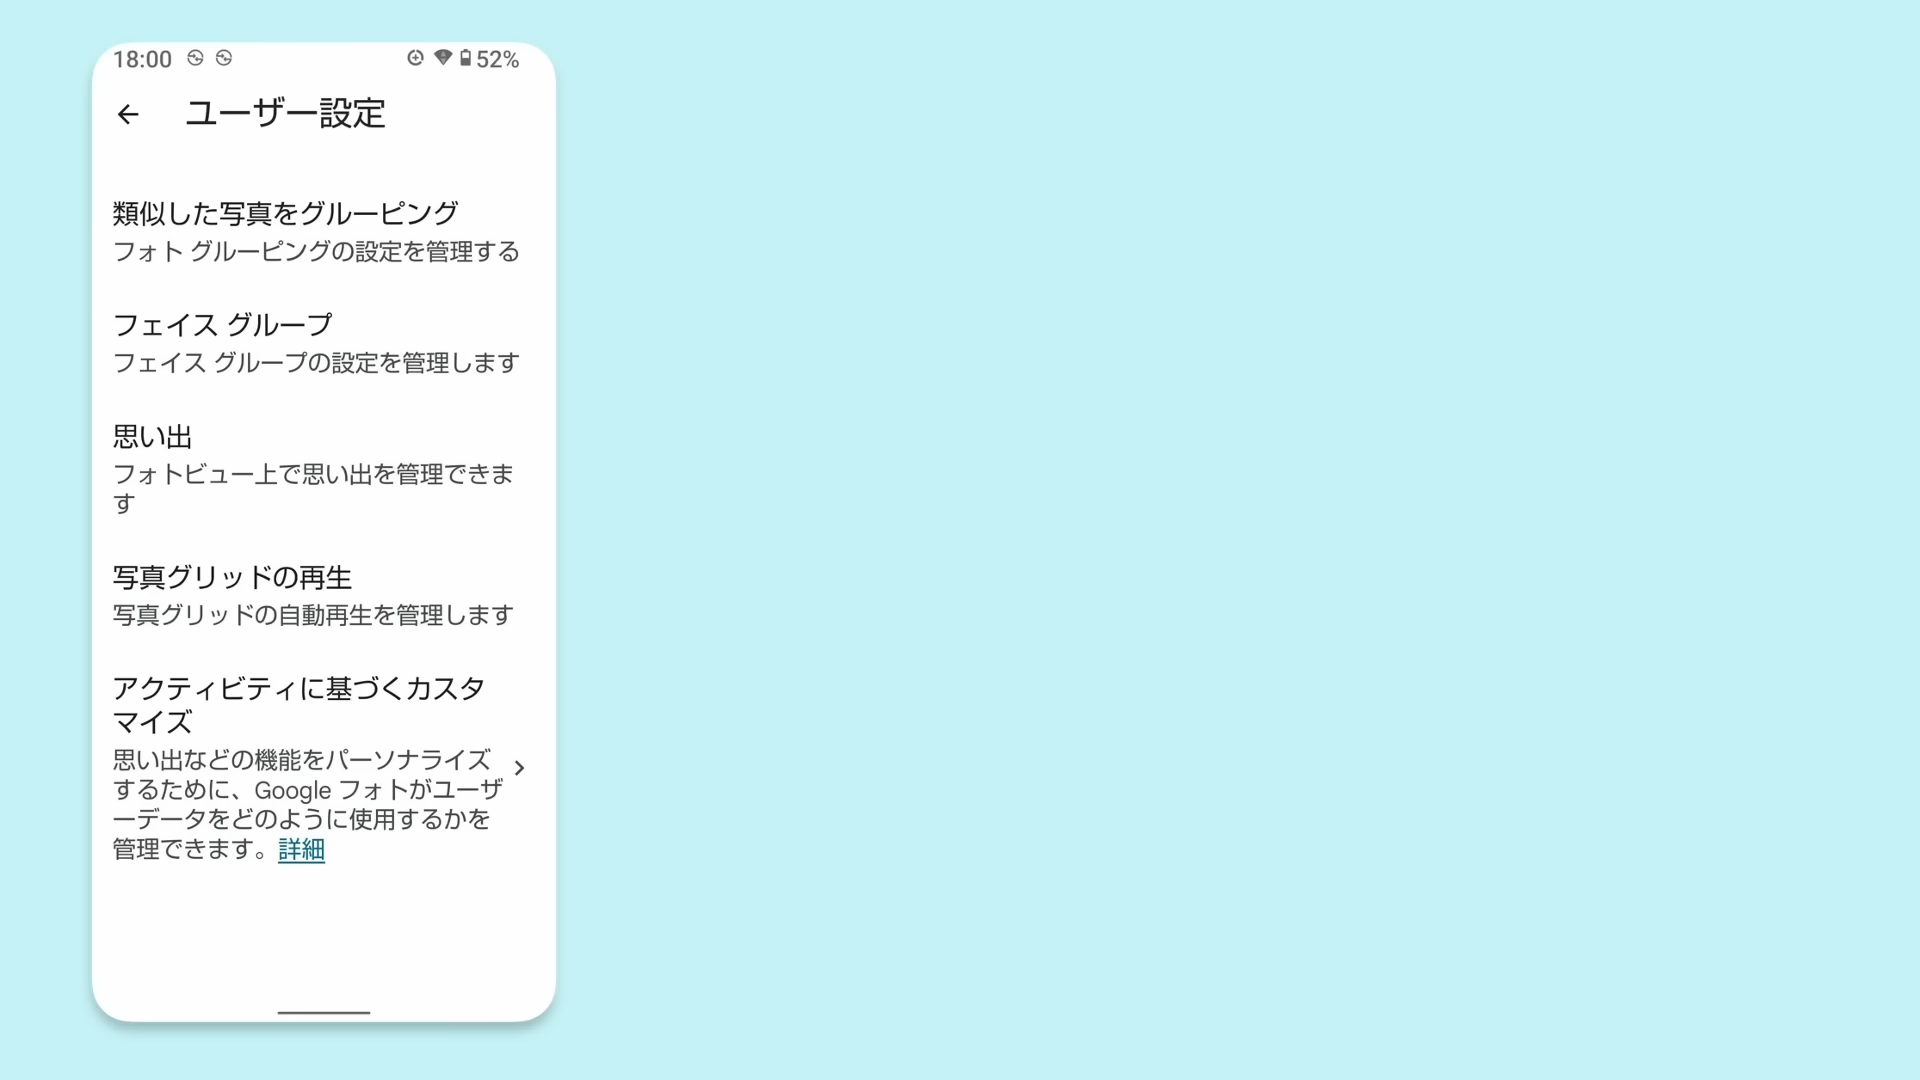 18:00
52%
ユーザー設定
類似した写真をグルーピング
フォト グルーピングの設定を管理する
フェイス グループ
フェイス グループの設定を管理します
思い出
フォトビュー上で思い出を管理できま
す
写真グリッドの再生
写真グリッドの自動再生を管理します
アクティビティに基づくカスタ
マイズ
思い出などの機能をパーソナライズ
するために、Google フォトがユーザ
ーデータをどのように使用するかを
管理できます。詳細